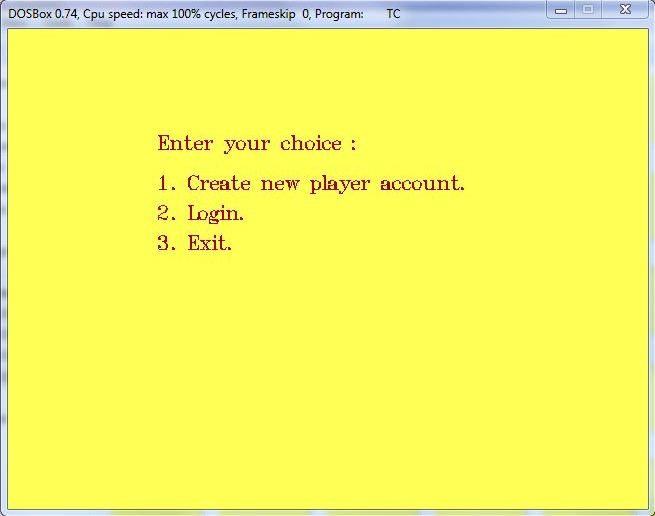 DOSBox 0.74, Cpu speed: max 100% cycles, Frameskip 0, Program: TC
Enter your choice :
1. Create new player account.
2. Login.
3. Exit.